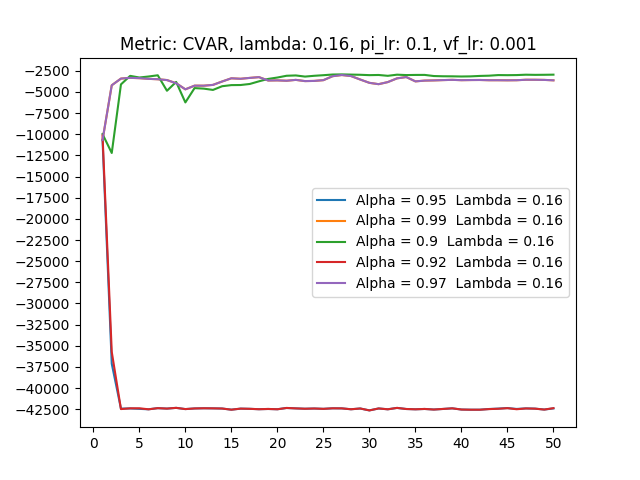 Metric: CVAR, lambda: 0.16, pi_lr: 0.1, vf_lr: 0.001
−2500
−5000
−7500
−10000
−12500
−15000
−17500
−20000
−22500
−25000
−27500
−30000
−32500
−35000
−37500
−40000
−42500
Alpha = 0.95 Lambda = 0.16
Alpha = 0.99 Lambda = 0.16
Alpha = 0.9 Lambda = 0.16
Alpha = 0.92 Lambda = 0.16
Alpha = 0.97 Lambda = 0.16
0 5 10 15 20 25 30 35 40 45 50